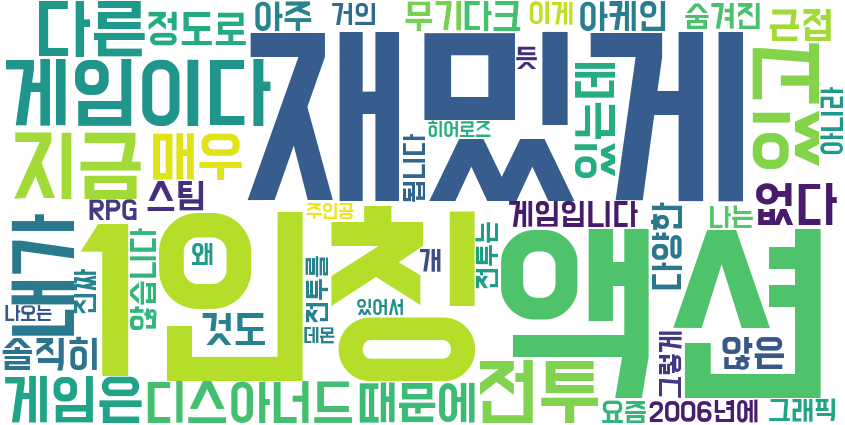 다른
정도로
아주
거의
무기
다크
이게
아케인
숨겨진
근접
게임이다
재밌게
듯
있는데
있고
아니라
지금
매우
히어로즈
됩니다
스팀
RPG
주인공
게임입니다
다양한
나는
없다
내가
1인칭
액션
진짜
않습니다
왜
개
전투는
나오는
것도
전투를
데몬
있어서
솔직히
그렇게
않은
게임은
디스아너드
때문에
전투
요즘
2006년에
그래픽